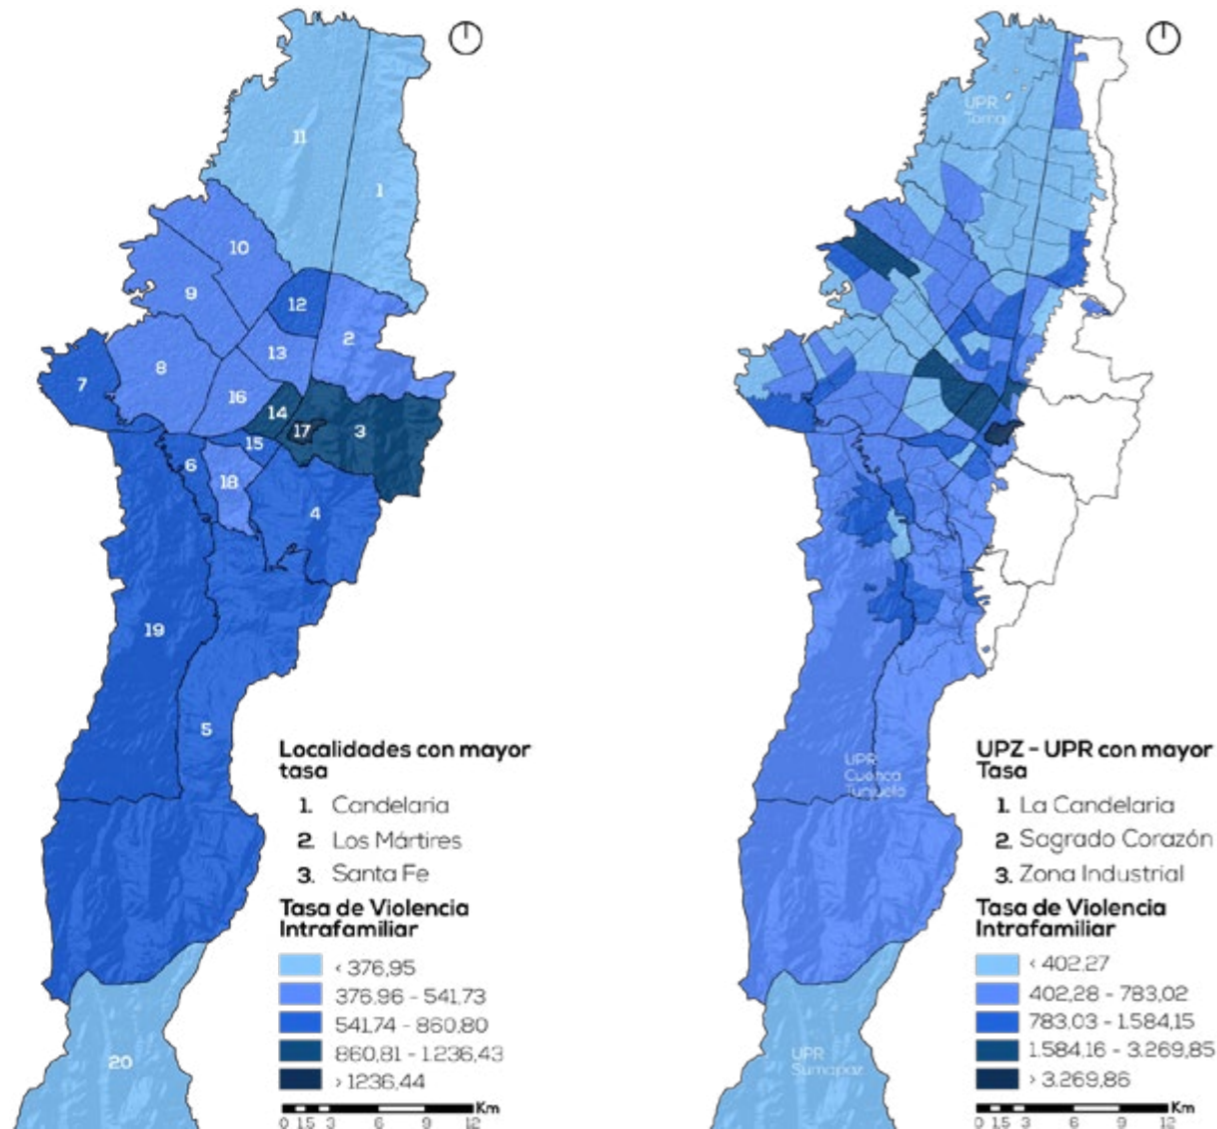 11
1
10
9
12
2
13
8
7
16
14
17
3
15
6
18
4
19
5
20
Localidades con mayor
tasa
1. Candelaria
2. Los Mártires
3. Santa Fe
Tasa de Violencia
Intrafamiliar
< 376,95
376,96 - 541,73
541,74 - 860,80
860,81 - 1.236,43
> 1236,44
Km
0 1,5 3 6 9 12
UPR
Torca
UPR
Cuenca
Tunjuelo
UPR
Sumapaz
UPZ - UPR con mayor
Tasa
1. La Candelaria
2. Sagrado Corazón
3. Zona Industrial
Tasa de Violencia
Intrafamiliar
< 402,27
402,28 - 783,02
783,03 - 1.584,15
1.584,16 - 3.269,85
> 3.269,86
Km
0 1,5 3 6 9 12